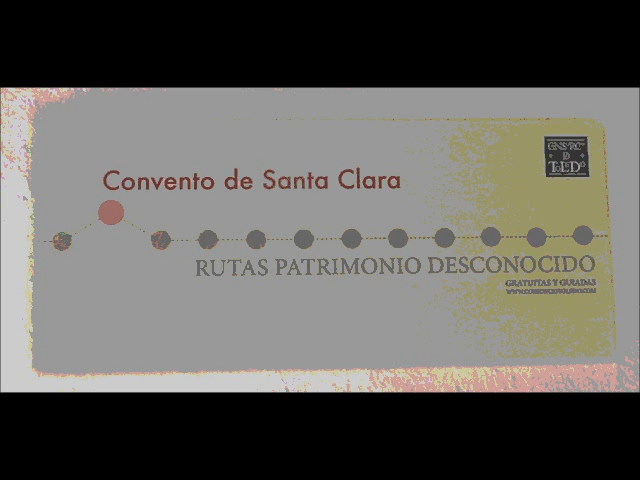 Convento de Santa Clara
RUTAS PATRIMONIO DESCONOCIDO
GRATUITAS Y GUIADAS